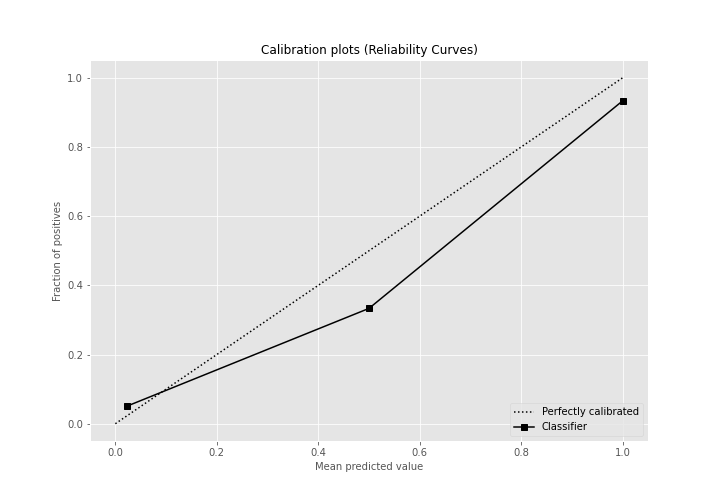 Calibration plots (Reliability Curves)
1.0
0.8
0.6
0.4
0.2
0.0
Fraction of positives
0.0 0.2 0.4 0.6 0.8 1.0
Mean predicted value
Perfectly calibrated
Classifier